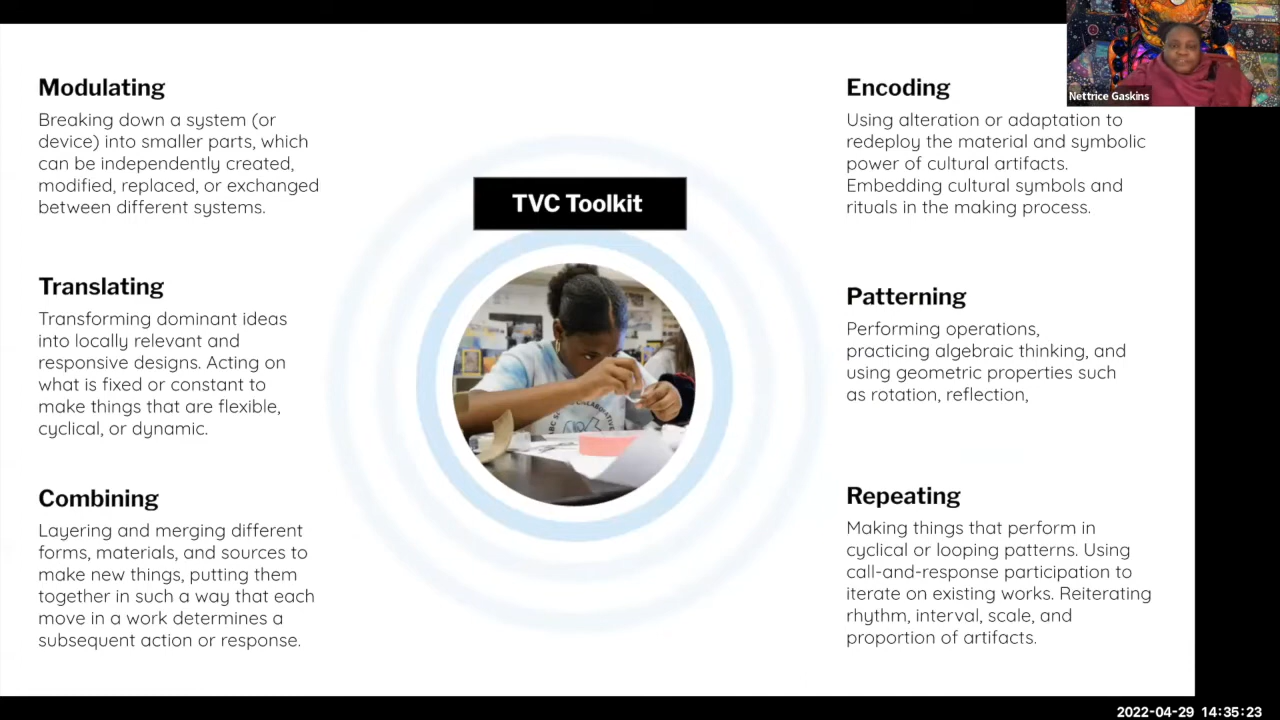 Modulating
Breaking down a system (or
device) into smaller parts, which
can be independently created,
modified, replaced, or exchanged
between different systems.
Translating
Transforming dominant ideas
into locally relevant and
responsive designs. Acting on
what is fixed or constant to
make things that are flexible,
cyclical, or dynamic.
Combining
Layering and merging different
forms, materials, and sources to
make new things, putting them
together in such a way that each
move in a work determines a
subsequent action or response.
TVC Toolkit
Encoding
Using alteration or adaptation to
redeploy the material and symbolic
power of cultural artifacts.
Embedding cultural symbols and
rituals in the making process.
Patterning
Performing operations,
practicing algebraic thinking, and
using geometric properties such
as rotation, reflection,
Repeating
Making things that perform in
cyclical or looping patterns. Using
call-and-response participation to
iterate on existing works. Reiterating
rhythm, interval, scale, and
proportion of artifacts.
Nettrice Gaskins
2022-04-29 14:35:23